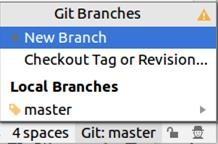 Git Branches
+ New Branch
Checkout Tag or Revision...
Local Branches
master
4 spaces Git: master